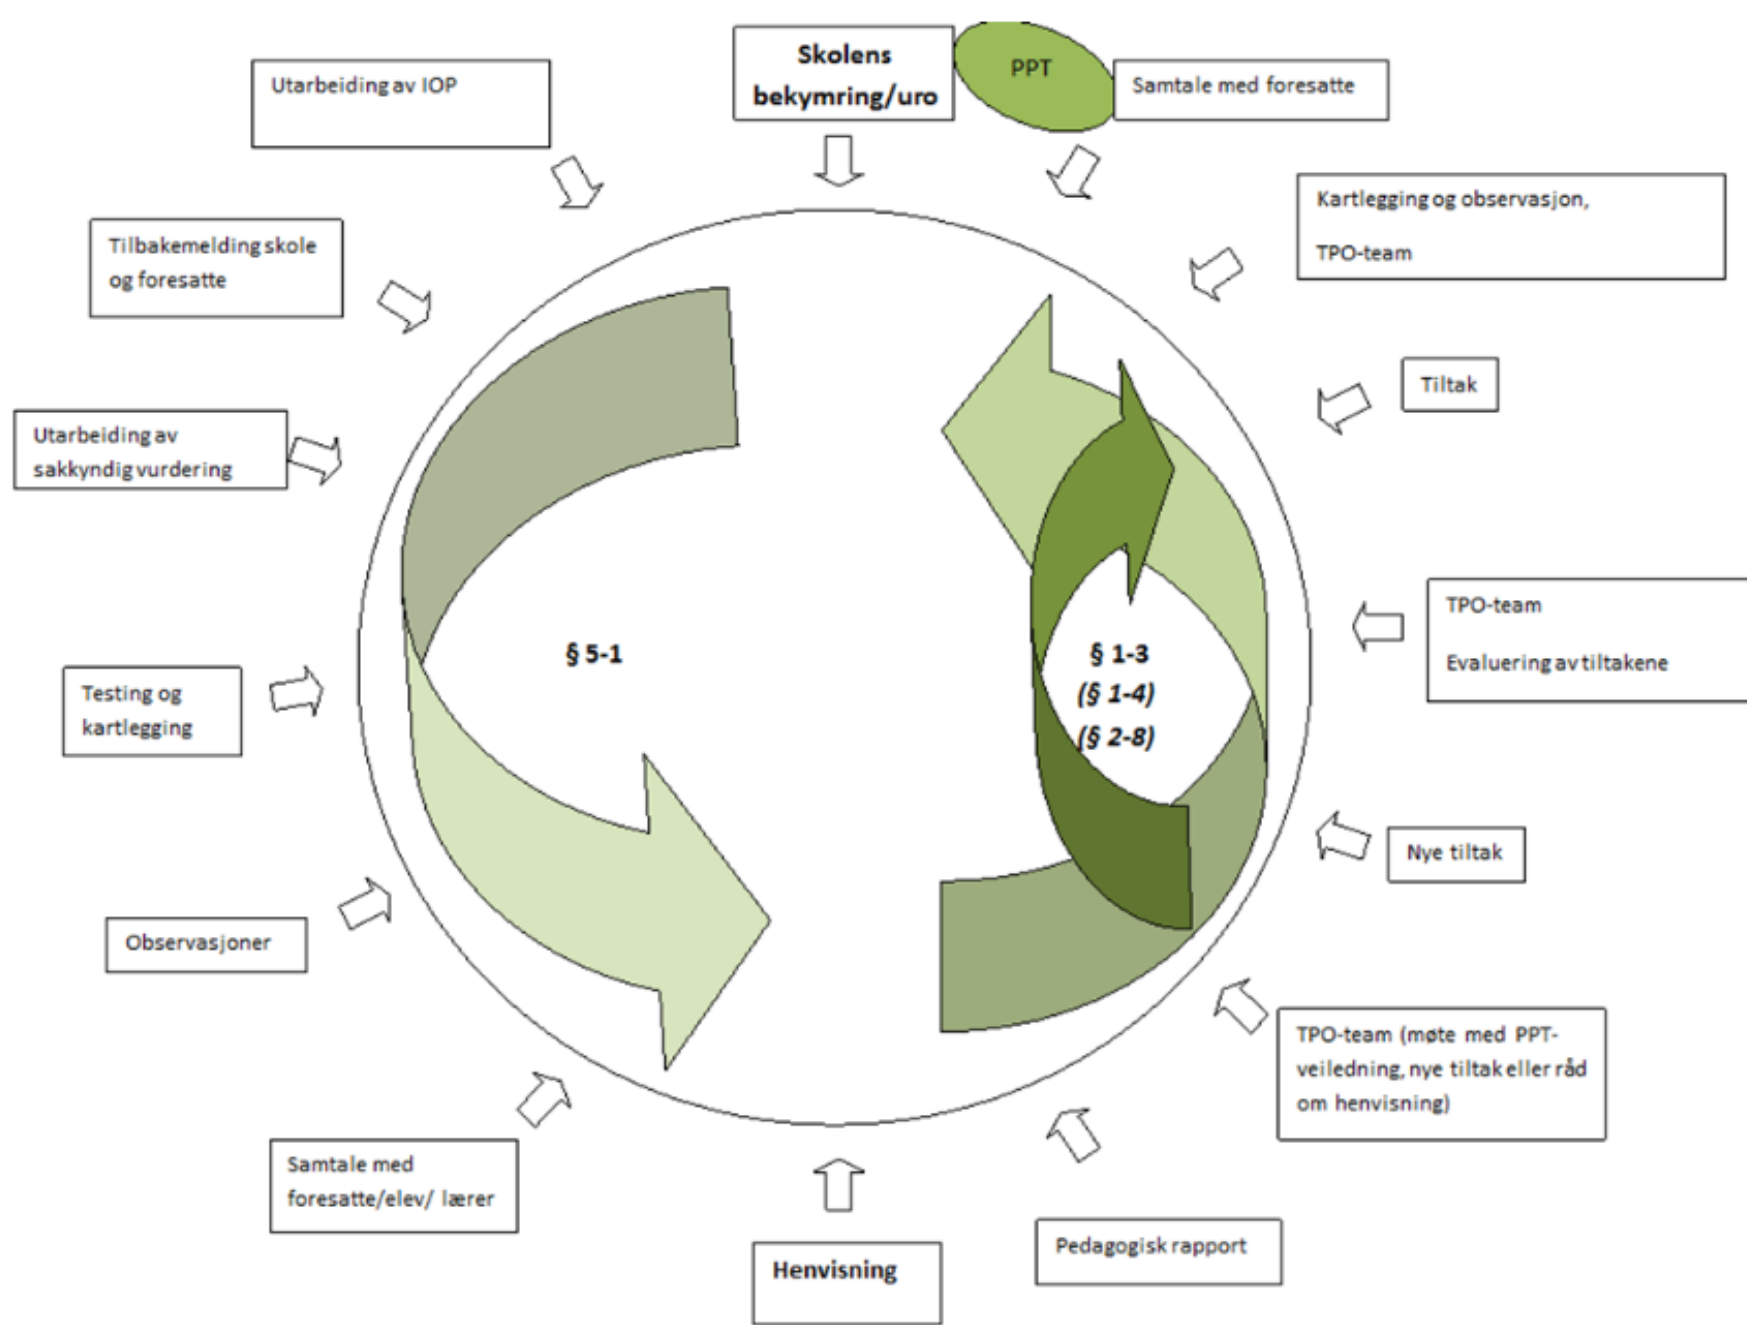 Skolens
bekymring/uro
PPT
Samtale med foresatte
Kartlegging og observasjon,
TPO-team
Tiltak
TPO-team
Evaluering av tiltakene
Nye tiltak
TPO-team (møte med PPT-
veiledning, nye tiltak eller råd
om henvisning)
Pedagogisk rapport
Henvisning
Samtale med
foresatte/elev/ lærer
Observasjoner
Testing og
kartlegging
Utarbeiding av
sakkyndig vurdering
Tilbakemelding skole
og foresatte
Utarbeiding av IOP
§ 5-1
§ 1-3
(§ 1-4)
(§ 2-8)